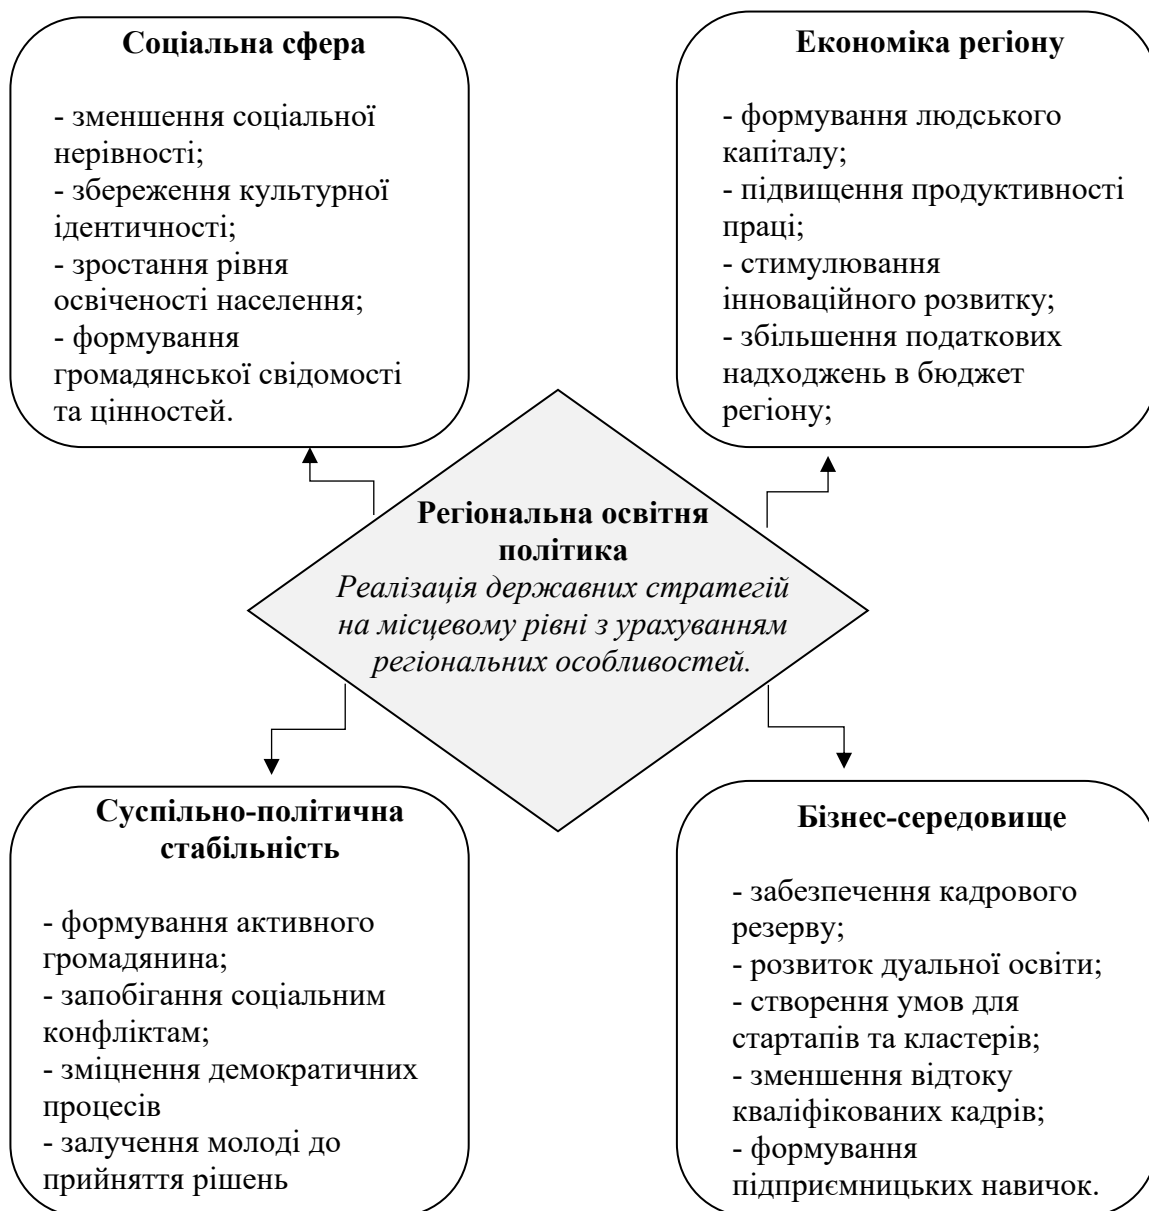 Соціальна сфера
- зменшення соціальної
нерівності;
- збереження культурної
ідентичності;
- зростання рівня
освіченості населення;
- формування
громадянської свідомості
та цінностей.
Економіка регіону
- формування людського
капіталу;
- підвищення продуктивності
праці;
- стимулювання
інноваційного розвитку;
- збільшення податкових
надходжень в бюджет
регіону;
Регіональна освітня
політика
Реалізація державних стратегій
на місцевому рівні з урахуванням
регіональних особливостей.
Суспільно-політична
стабільність
- формування активного
громадянина;
- запобігання соціальним
конфліктам;
- зміцнення демократичних
процесів
- залучення молоді до
прийняття рішень
Бізнес-середовище
- забезпечення кадрового
резерву;
- розвиток дуальної освіти;
- створення умов для
стартапів та кластерів;
- зменшення відтоку
кваліфікованих кадрів;
- формування
підприємницьких навичок.